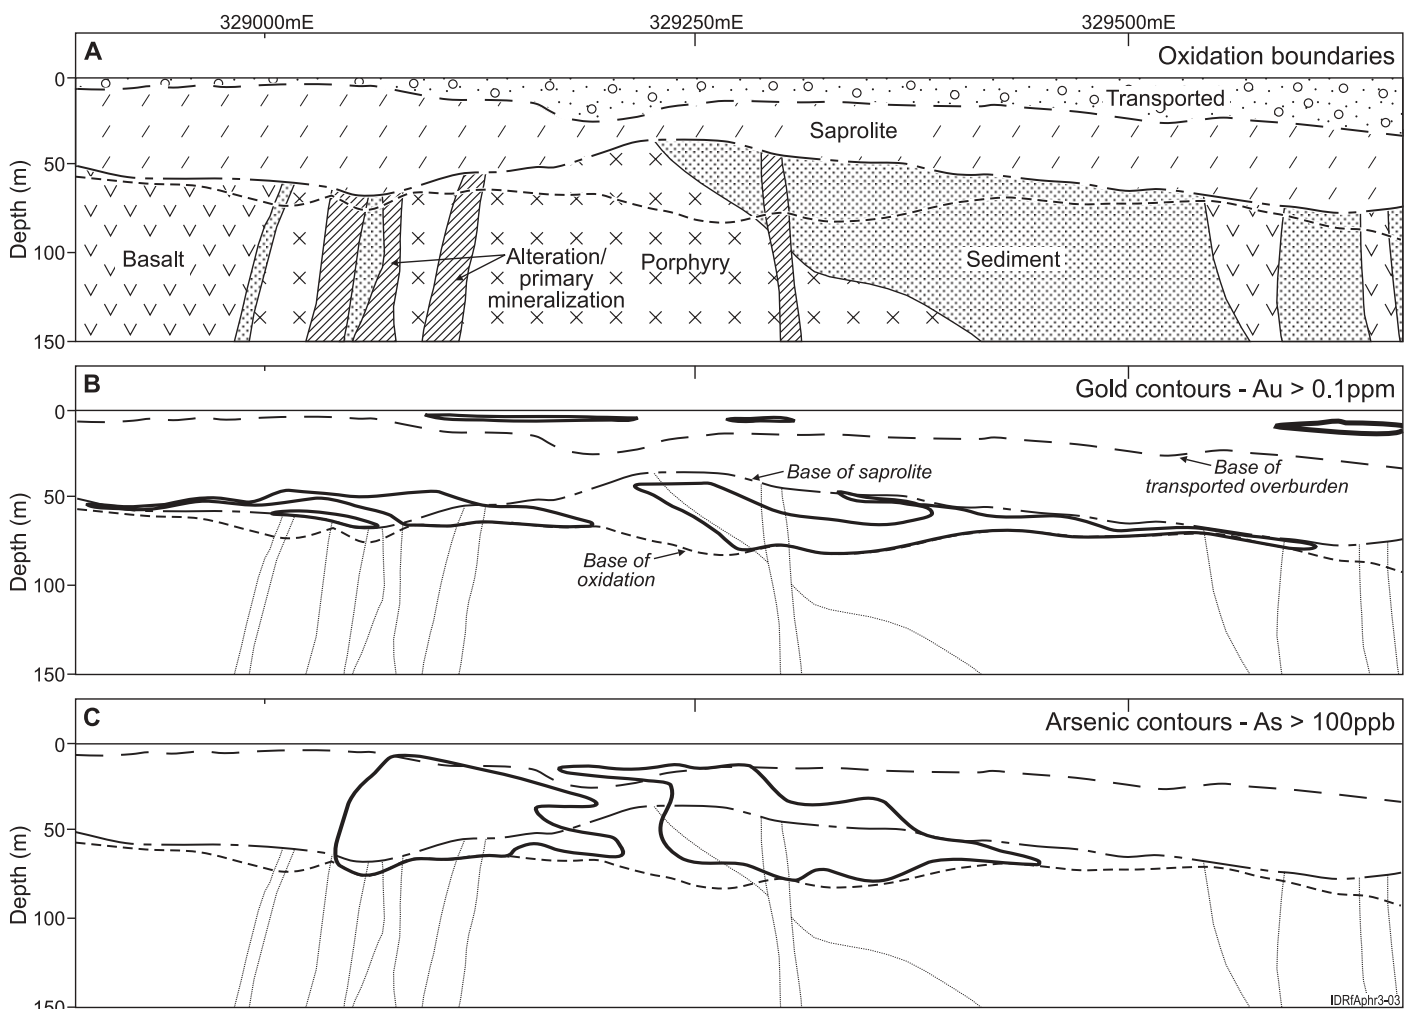 329000mE 329250mE 329500mE
A Oxidation boundaries
0
Transported
Saprolite
50
Depth (m)
100
Basalt
Alteration/
primary
mineralization
Porphyry
Sediment
150
B Gold contours - Au > 0.1ppm
0
Base of saprolite
Base of
transported overburden
50
Depth (m)
Base of
oxidation
100
150
C Arsenic contours - As > 100ppb
0
50
Depth (m)
100
150
IDRfAphr3-03